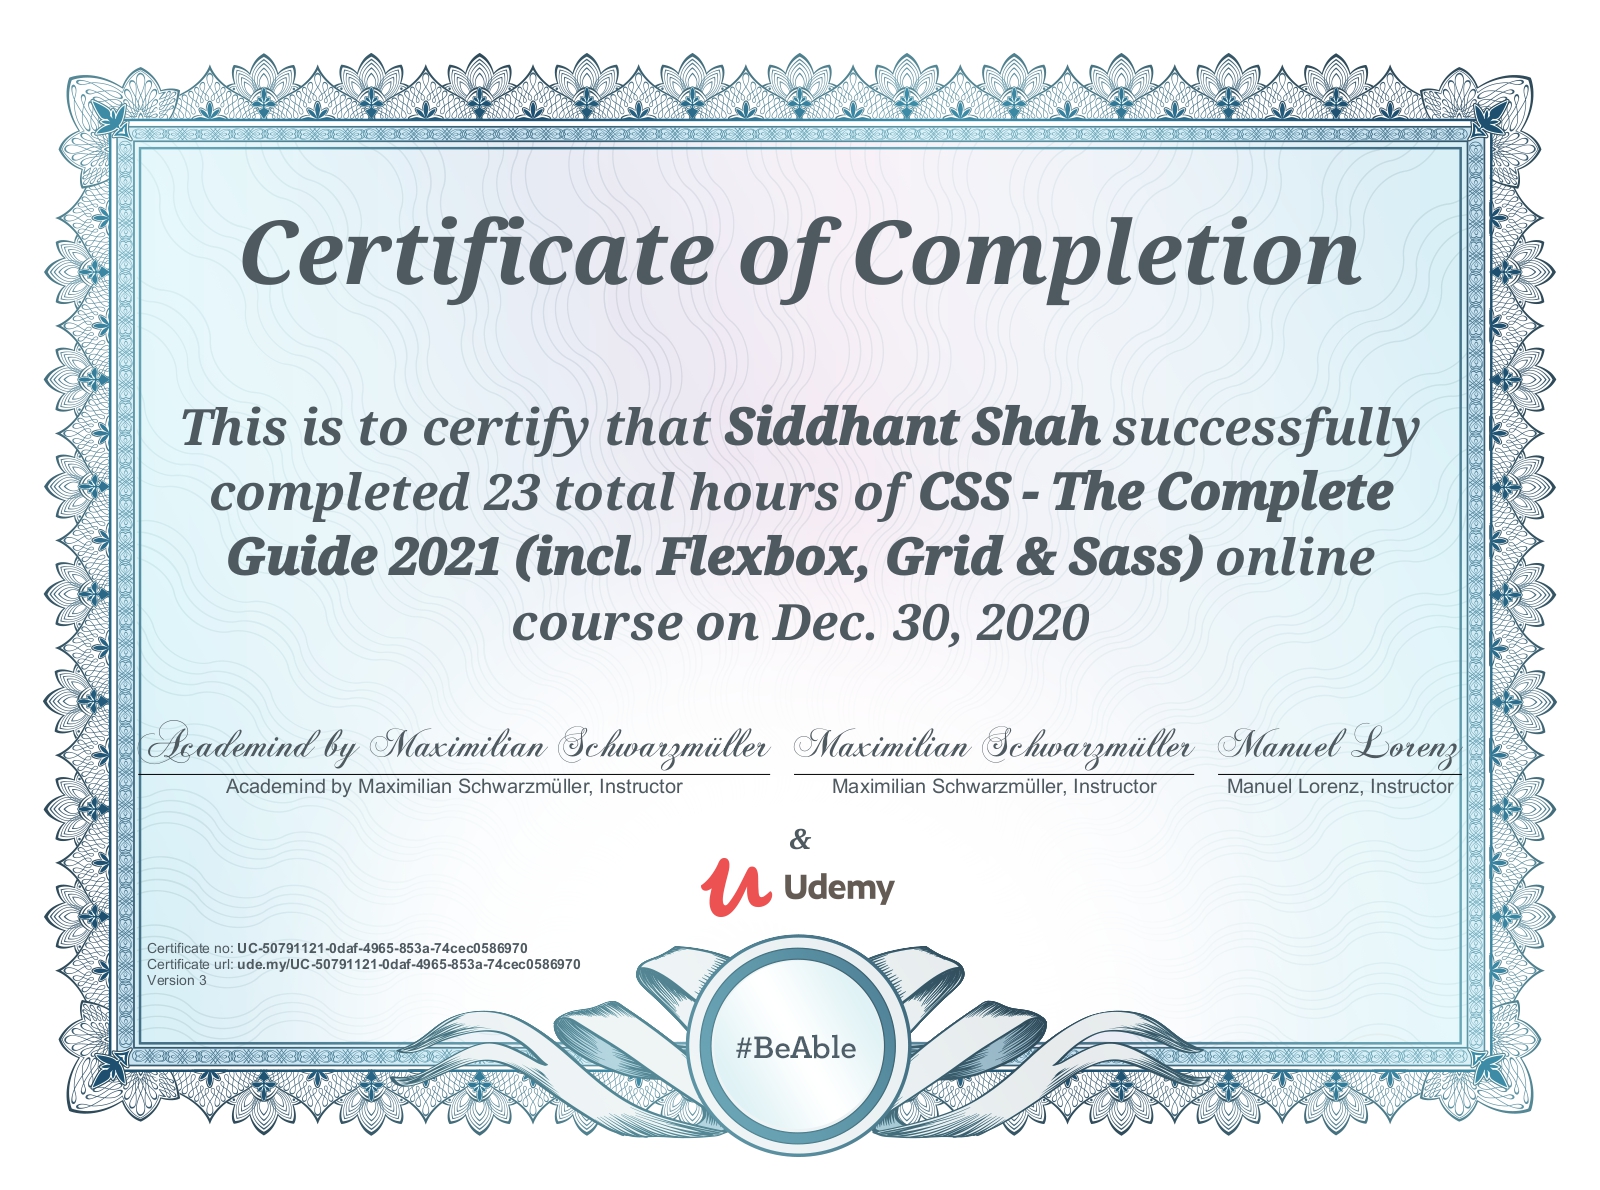 Certificate of Completion
This is to certify that Siddhant Shah successfully
completed 23 total hours of CSS - The Complete
Guide 2021 (incl. Flexbox, Grid & Sass) online
course on Dec. 30, 2020
Academind by Maximilian Schwarzmüller Maximilian Schwarzmüller Manuel Lorenz
Academind by Maximilian Schwarzmüller, Instructor Maximilian Schwarzmüller, Instructor Manuel Lorenz, Instructor
&
Udemy
Certificate no: UC-50791121-0daf-4965-853a-74cec0586970
Certificate url: ude.my/UC-50791121-0daf-4965-853a-74cec0586970
Version 3
#BeAble